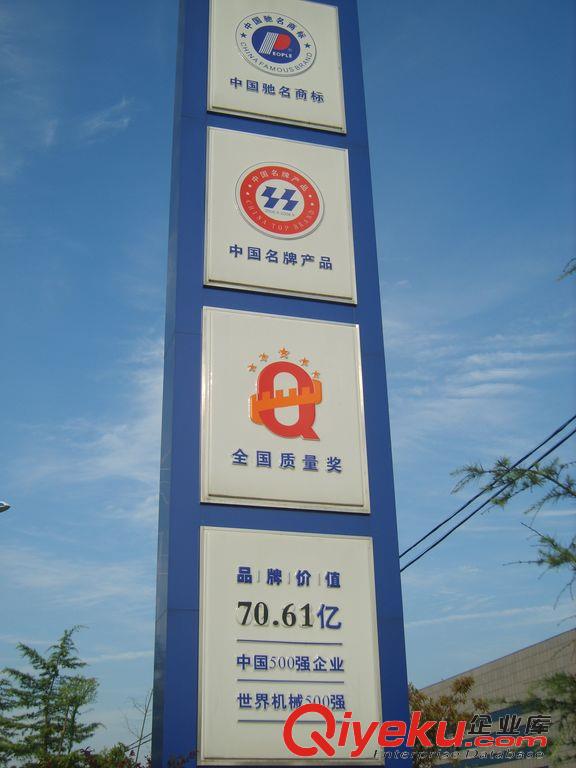 中国驰名商标
PEOPLE
CHINA FAMOUS BRAND
中国驰名商标
中国名牌产品
CHINA TOP BRAND
中国名牌产品
Q
全国质量奖
品|牌|价|值
70.61亿
中国500强企业
世界机械500强
Qiyeku.com企业库
Enterprise Database